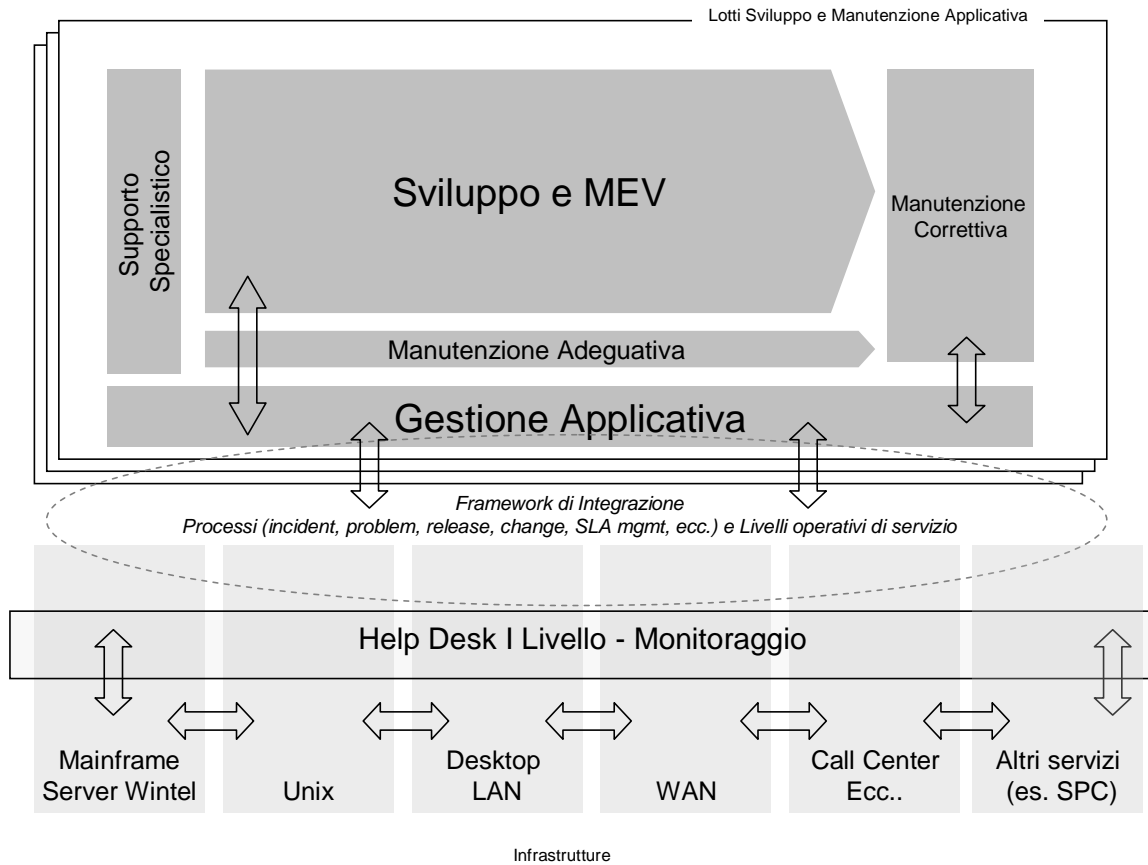 Lotti Sviluppo e Manutenzione Applicativa
Supporto
Specialistico
Sviluppo e MEV
Manutenzione
Correttiva
Manutenzione Adeguativa
Gestione Applicativa
Framework di Integrazione
Processi (incident, problem, release, change, SLA mgmt, ecc.) e Livelli operativi di servizio
Help Desk I Livello - Monitoraggio
Mainframe
Server Wintel
Unix
Desktop
LAN
WAN
Call Center
Ecc..
Altri servizi
(es. SPC)
Infrastrutture